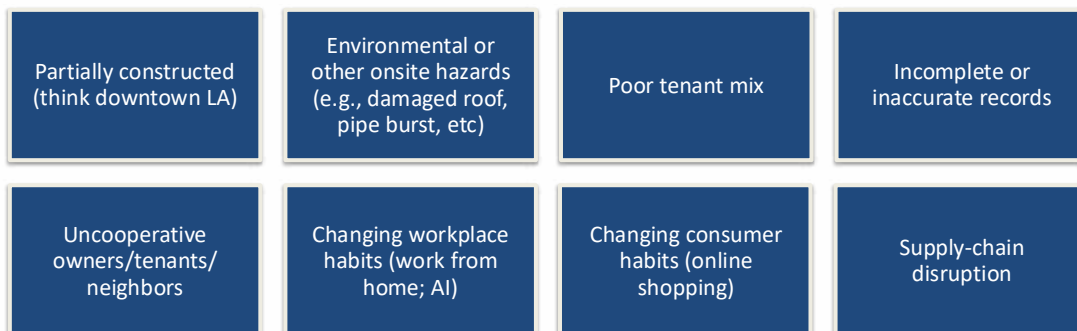 Partially constructed
(think downtown LA)
Environmental or
other onsite hazards
(e.g., damaged roof,
pipe burst, etc)
Poor tenant mix
Incomplete or
inaccurate records
Uncooperative
owners/tenants/
neighbors
Changing workplace
habits (work from
home; AI)
Changing consumer
habits (online
shopping)
Supply-chain
disruption